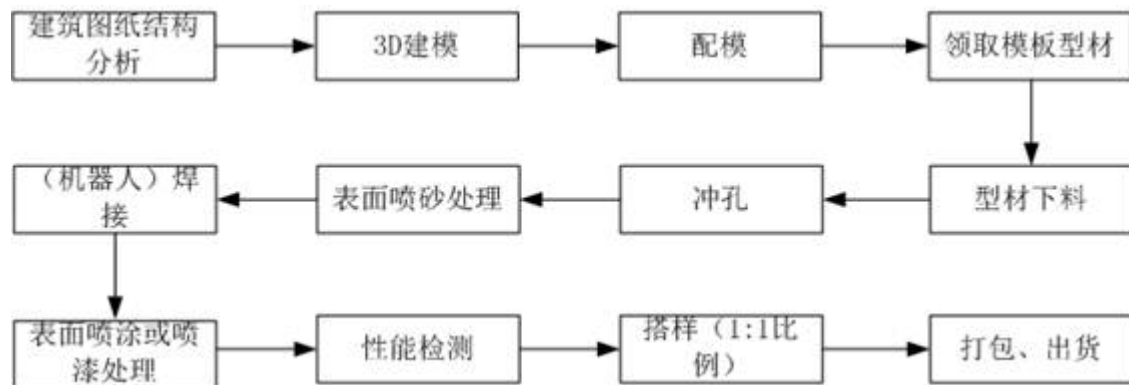 建筑图纸结构
分析
3D建模
配模
领取模板型材
（机器人）焊
接
表面喷砂处理
冲孔
型材下料
表面喷涂或喷
漆处理
性能检测
搭样（1:1比
例）
打包、出货